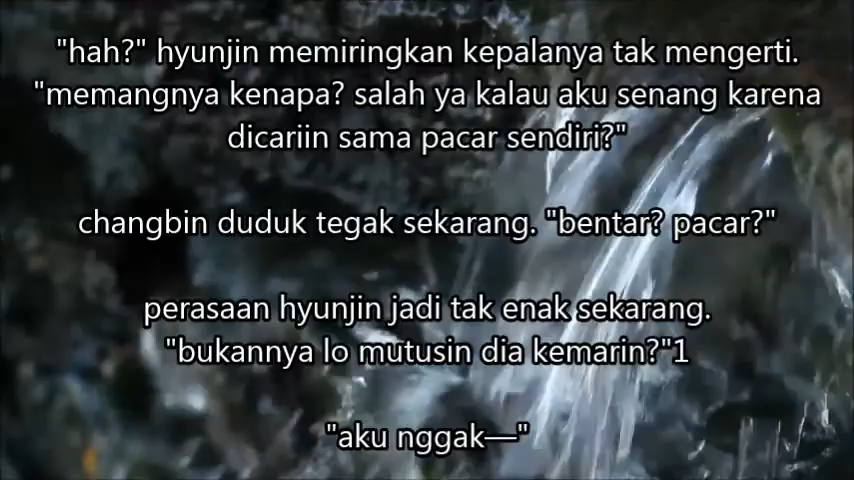 "hah?" hyunjin memiringkan kepalanya tak mengerti.
"memangnya kenapa? salah ya kalau aku senang karena
dicariin sama pacar sendiri?"
changbin duduk tegak sekarang. "bentar? pacar?"
perasaan hyunjin jadi tak enak sekarang.
"bukannya lo mutusin dia kemarin?"1
"aku nggak—"